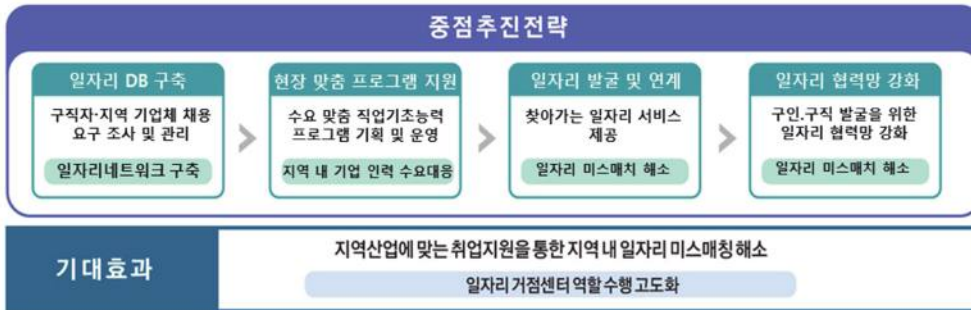 중점추진전략
일자리 DB 구축
구직자·지역 기업체 채용
요구 조사 및 관리
일자리네트워크 구축
현장 맞춤 프로그램 지원
수요 맞춤 직업기초능력
프로그램 기획 및 운영
지역 내 기업 인력 수요대응
일자리 발굴 및 연계
찾아가는 일자리 서비스
제공
일자리 미스매치 해소
일자리 협력망 강화
구인.구직 발굴을 위한
일자리 협력망 강화
일자리 미스매치 해소
기대효과
지역산업에 맞는 취업지원을 통한 지역 내 일자리 미스매칭 해소
일자리 거점센터 역할 수행 고도화